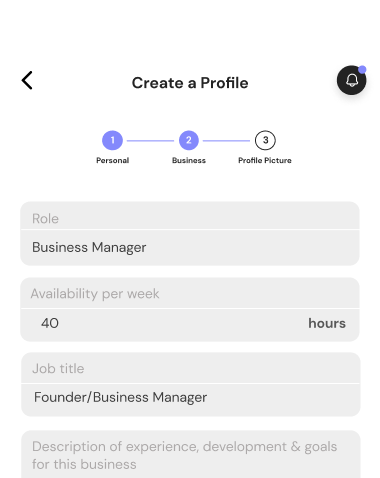 Create a Profile
1 2 3
Personal Business Profile Picture
Role
Business Manager
Availability per week
40 hours
Job title
Founder/Business Manager
Description of experience, development & goals
for this business